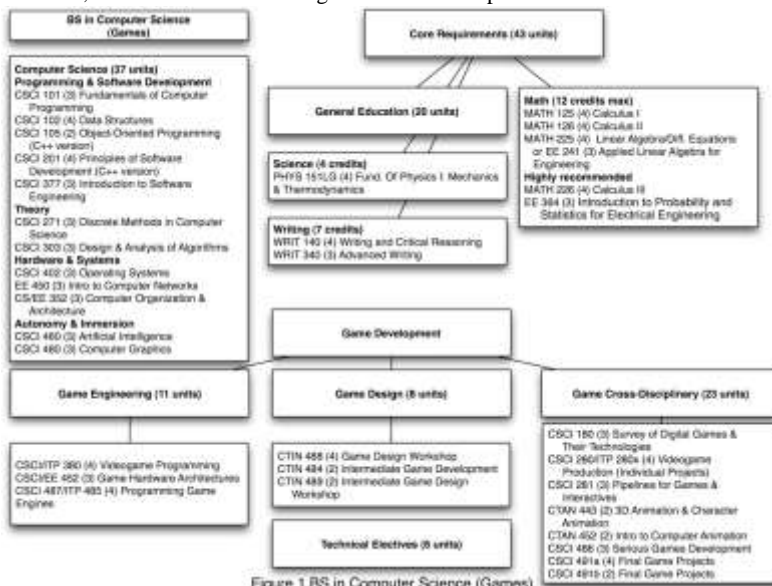 BS in Computer Science
(Games)
Core Requirements (43 units)
Computer Science (37 units)
Programming & Software Development
CSCI 101 (3) Fundamentals of Computer
Programming
CSCI 102 (4) Data Structures
CSCI 105 (2) Object-Oriented Programming
(C++ version)
CSCI 201 (4) Principles of Software
Development (C++ version)
CSCI 377 (3) Introduction to Software
Engineering
Theory
CSCI 271 (3) Discrete Methods in Computer
Science
CSCI 303 (3) Design & Analysis of Algorithms
Hardware & Systems
CSCI 402 (3) Operating Systems
EE 450 (3) Intro to Computer Networks
CS/EE 352 (3) Computer Organization &
Architecture
Autonomy & Immersion
CSCI 460 (3) Artificial Intelligence
CSCI 480 (3) Computer Graphics
General Education (20 units)
Science (4 credits)
PHYS 151LG (4) Fund. Of Physics I: Mechanics
& Thermodynamics
Writing (7 credits)
WRIT 140 (4) Writing and Critical Reasoning
WRIT 340 (3) Advanced Writing
Math (12 credits max)
MATH 125 (4) Calculus I
MATH 126 (4) Calculus II
MATH 225 (4) Linear Algebra/Diff. Equations
or EE 241 (3) Applied Linear Algebra for
Engineering
Highly recommended
MATH 226 (4) Calculus III
EE 364 (3) Introduction to Probability and
Statistics for Electrical Engineering
Game Development
Game Engineering (11 units)
CSCI/ITP 380 (4) Videogame Programming
CSCI/EE 452 (3) Game Hardware Architectures
CSCI 487/ITP 485 (4) Programming Game
Engines
Game Design (8 units)
CTIN 488 (4) Game Design Workshop
CTIN 484 (2) Intermediate Game Development
CTIN 489 (2) Intermediate Game Design
Workshop
Technical Electives (6 units)
Game Cross-Disciplinary (23 units)
CSCI 180 (3) Survey of Digital Games &
Their Technologies
CSCI 280/ITP 280x (4) Videogame
Production (Individual Projects)
CSCI 281 (3) Pipelines for Games &
Interactives
CTAN 443 (2) 3D Animation & Character
Animation
CTAN 452 (2) Intro to Computer Animation
CSCI 486 (3) Serious Games Development
CSCI 491a (4) Final Game Projects
CSCI 491b (2) Final Game Projects
Figure 1 BS in Computer Science (Games)